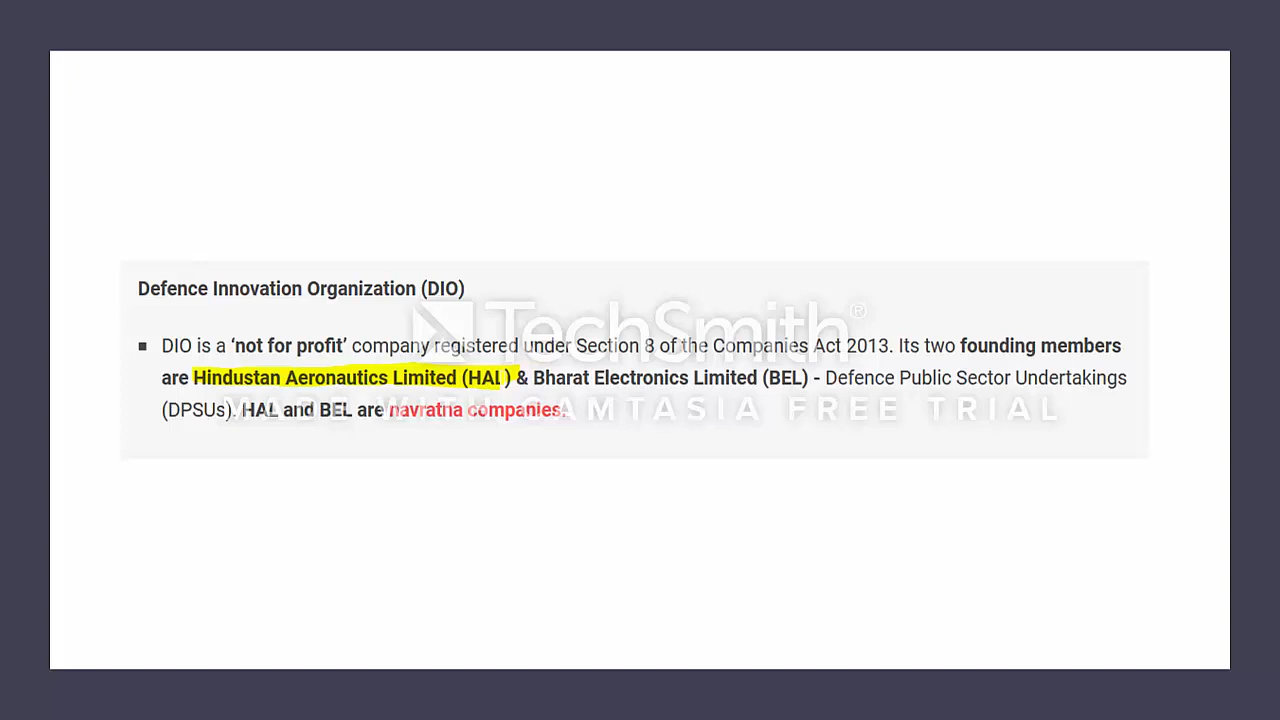 Defence Innovation Organization (DIO)
▪ DIO is a ‘not for profit’ company registered under Section 8 of the Companies Act 2013. Its two founding members
are Hindustan Aeronautics Limited (HAL) & Bharat Electronics Limited (BEL) - Defence Public Sector Undertakings
(DPSUs). HAL and BEL are navratna companies.
TechSmith®
MADE WITH CAMTASIA FREE TRIAL